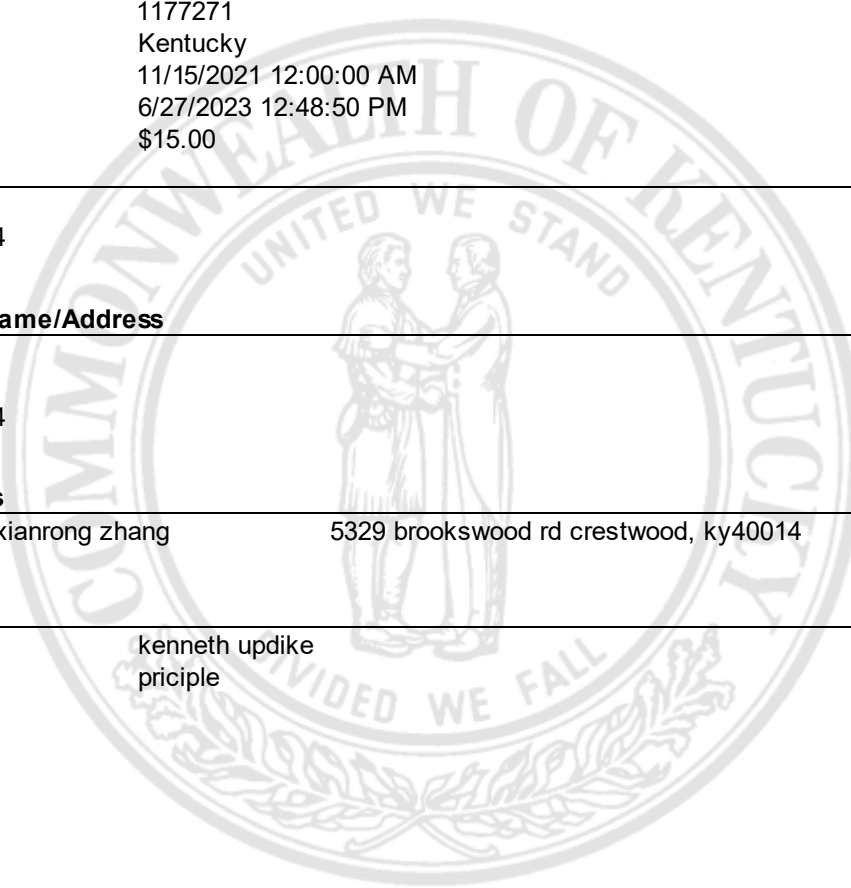 1177271
Kentucky
11/15/2021 12:00:00 AM
6/27/2023 12:48:50 PM
$15.00
4
ame/Address
4
s
xianrong zhang 5329 brookswood rd crestwood, ky40014
kenneth updike
priciple
COMMONWEALTH OF KENTUCKY
UNITED WE STAND
DIVIDED WE FALL